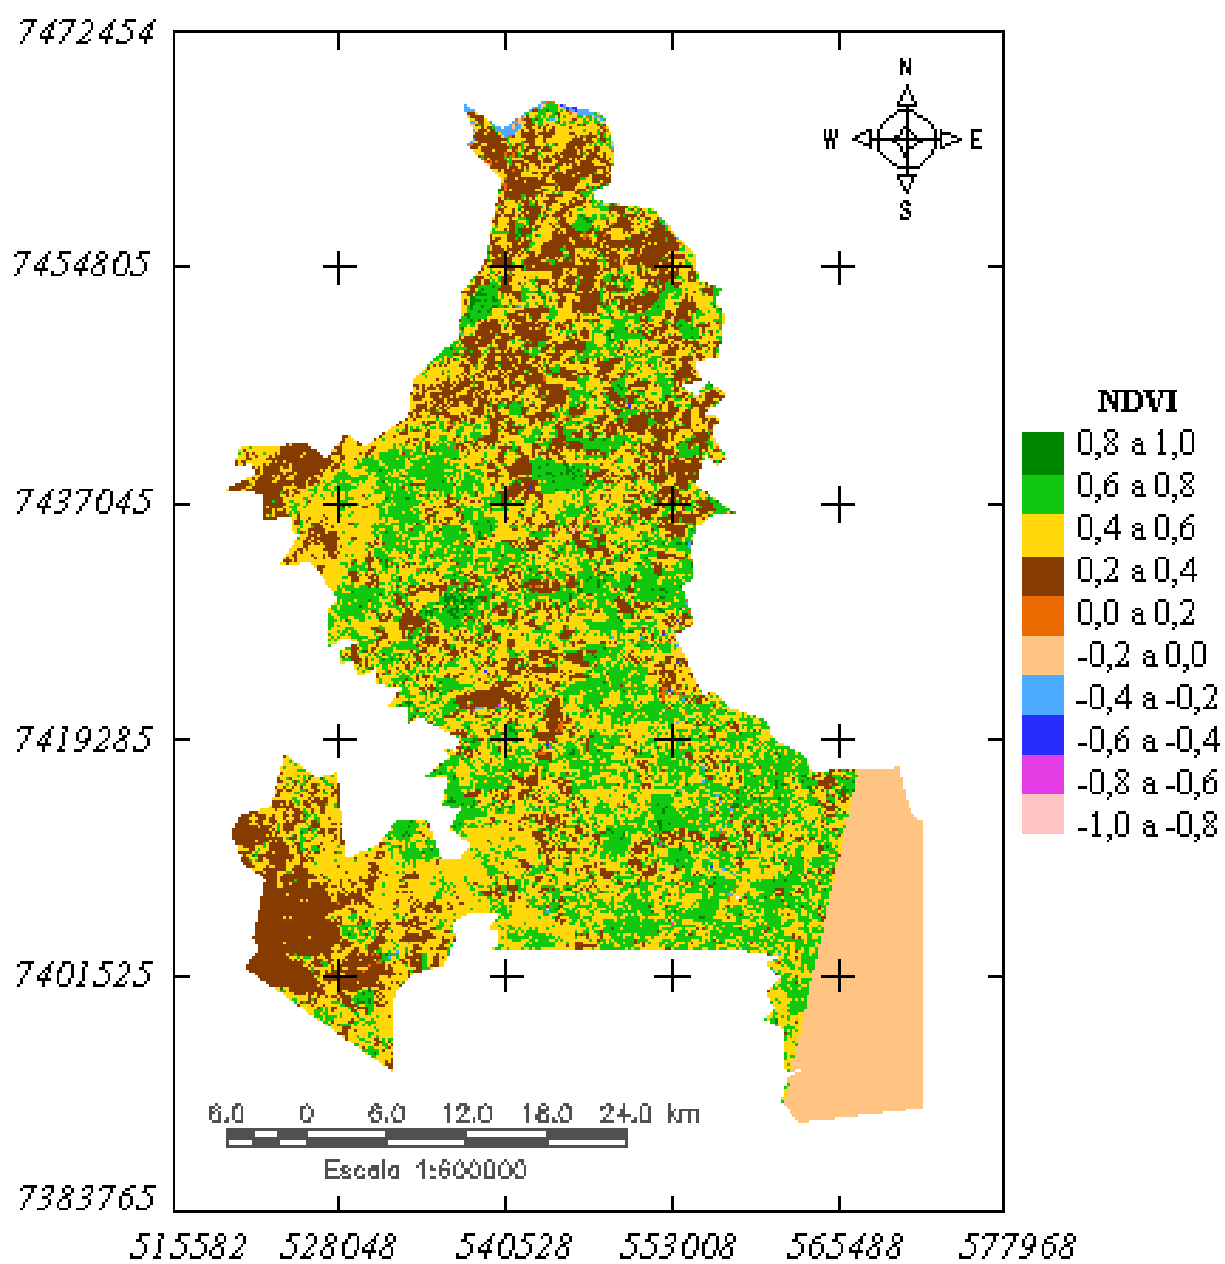 7472454
N
W E
S
7454805
NDVI
0,8 a 1,0
0,6 a 0,8
7437045
0,4 a 0,6
0,2 a 0,4
0,0 a 0,2
-0,2 a 0,0
-0,4 a -0,2
7419285
-0,6 a -0,4
-0,8 a -0,6
-1,0 a -0,8
7401525
6.0 0 6.0 12.0 18.0 24.0 km
Escala 1:600000
7383765
515582 528048 540528 553008 565488 577968